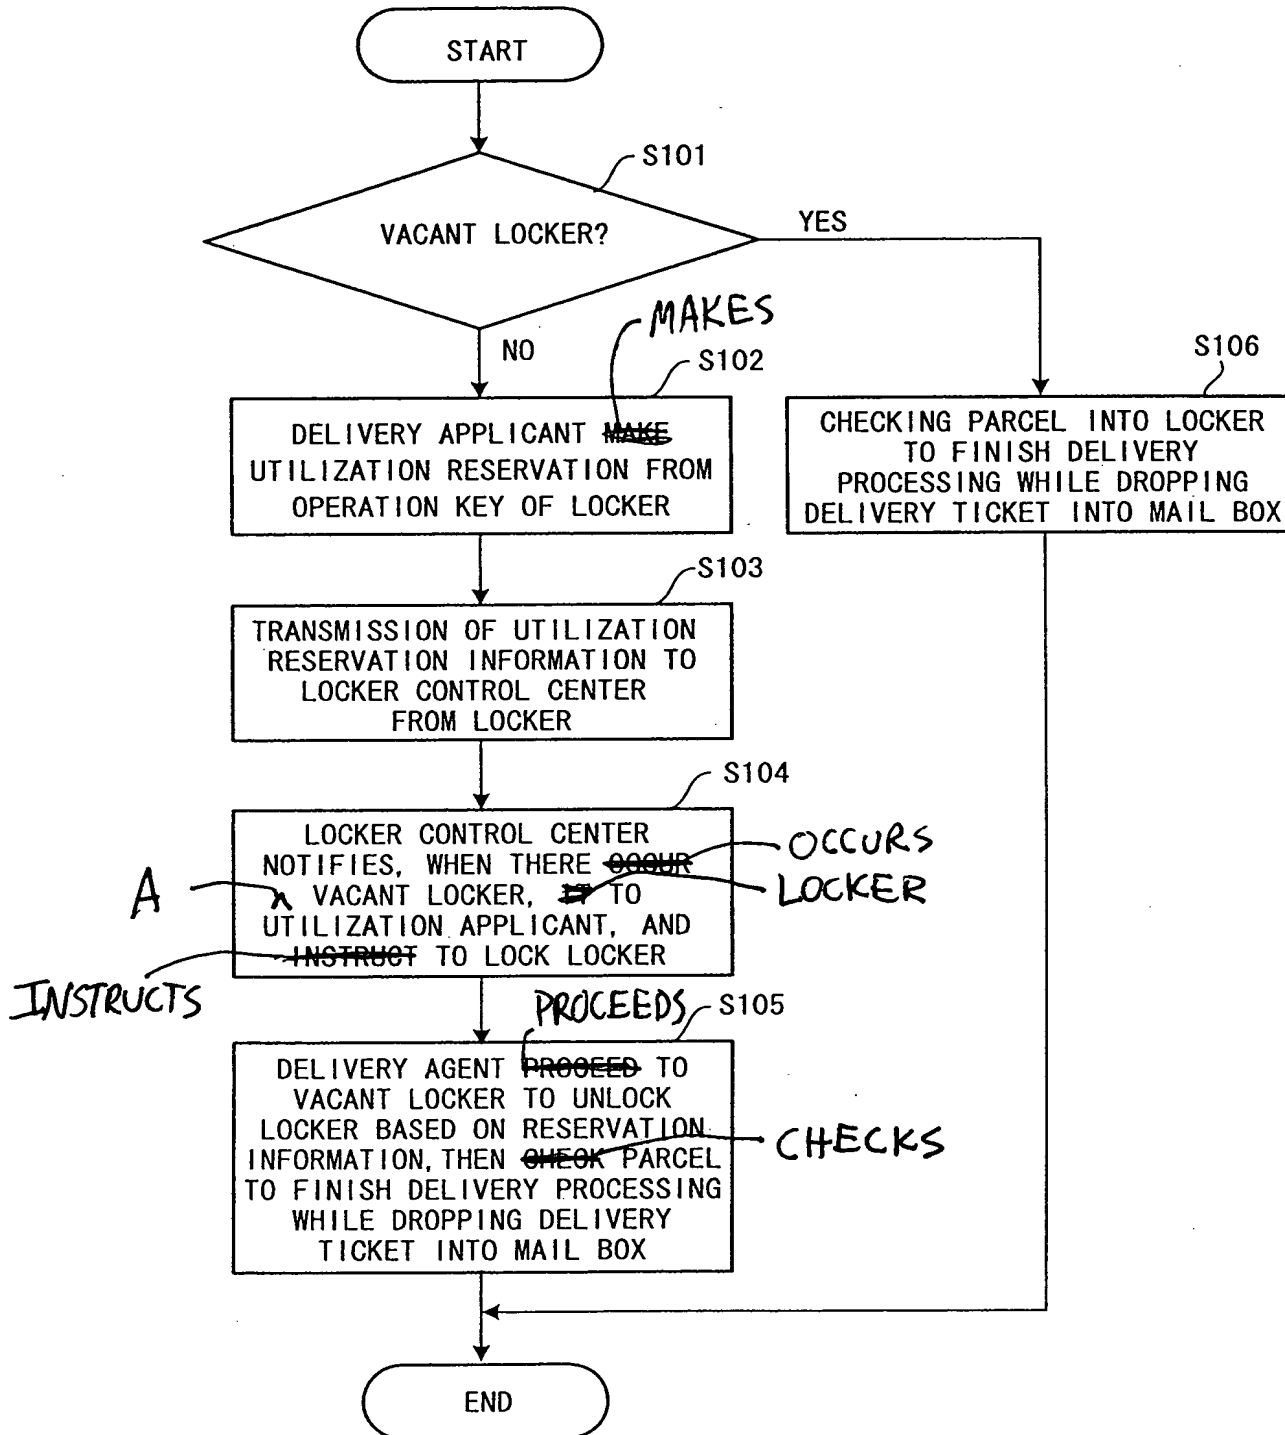 START
S101
VACANT LOCKER?
YES
NO
MAKES
S102
DELIVERY APPLICANT MAKE
UTILIZATION RESERVATION FROM
OPERATION KEY OF LOCKER
S106
CHECKING PARCEL INTO LOCKER
TO FINISH DELIVERY
PROCESSING WHILE DROPPING
DELIVERY TICKET INTO MAIL BOX
S103
TRANSMISSION OF UTILIZATION
RESERVATION INFORMATION TO
LOCKER CONTROL CENTER
FROM LOCKER
S104
LOCKER CONTROL CENTER
NOTIFIES, WHEN THERE OCCUR
VACANT LOCKER, IT TO
UTILIZATION APPLICANT, AND
INSTRUCT TO LOCK LOCKER
OCCURS
LOCKER
A
INSTRUCTS
PROCEEDS
S105
DELIVERY AGENT PROCEED TO
VACANT LOCKER TO UNLOCK
LOCKER BASED ON RESERVATION
INFORMATION, THEN CHECK PARCEL
TO FINISH DELIVERY PROCESSING
WHILE DROPPING DELIVERY
TICKET INTO MAIL BOX
CHECKS
END